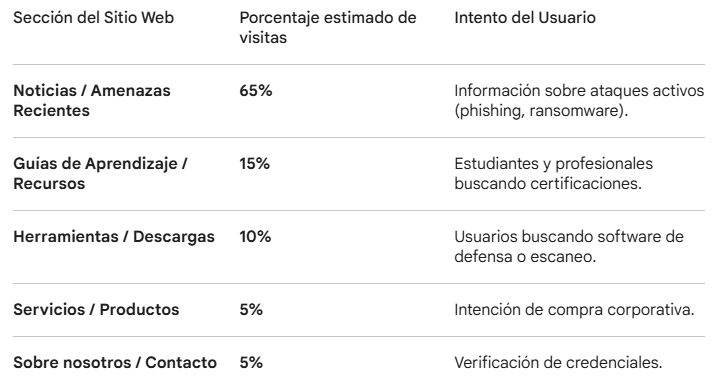 Sección del Sitio Web Porcentaje estimado de visitas Intento del Usuario
Noticias / Amenazas Recientes 65% Información sobre ataques activos (phishing, ransomware).
Guías de Aprendizaje / Recursos 15% Estudiantes y profesionales buscando certificaciones.
Herramientas / Descargas 10% Usuarios buscando software de defensa o escaneo.
Servicios / Productos 5% Intención de compra corporativa.
Sobre nosotros / Contacto 5% Verificación de credenciales.